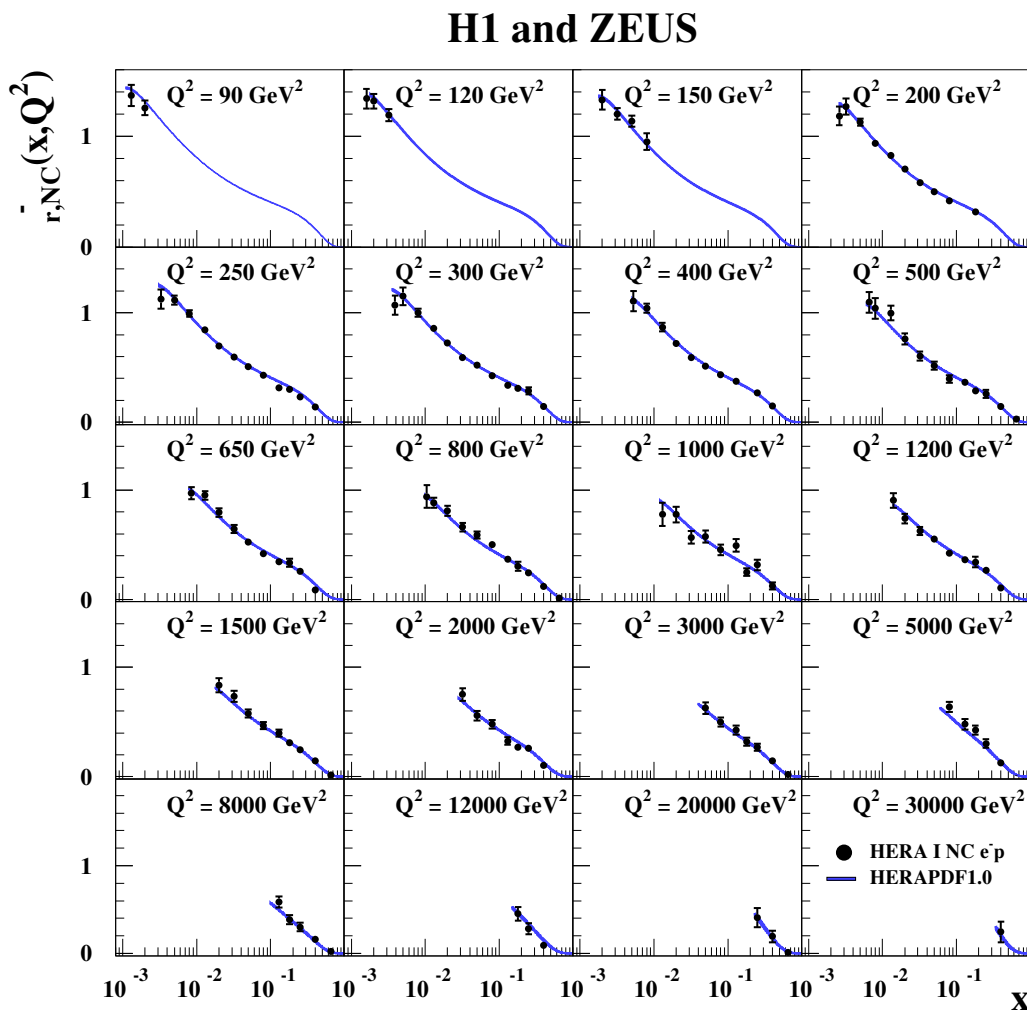 H1 and ZEUS
r,NC⁻(x,Q²)
Q² = 90 GeV²
Q² = 120 GeV²
Q² = 150 GeV²
Q² = 200 GeV²
1
0
Q² = 250 GeV²
Q² = 300 GeV²
Q² = 400 GeV²
Q² = 500 GeV²
1
0
Q² = 650 GeV²
Q² = 800 GeV²
Q² = 1000 GeV²
Q² = 1200 GeV²
1
0
Q² = 1500 GeV²
Q² = 2000 GeV²
Q² = 3000 GeV²
Q² = 5000 GeV²
1
0
Q² = 8000 GeV²
Q² = 12000 GeV²
Q² = 20000 GeV²
Q² = 30000 GeV²
1
0
HERA I NC e⁻p
HERAPDF1.0
10⁻³ 10⁻² 10⁻¹ 10⁻³ 10⁻² 10⁻¹ 10⁻³ 10⁻² 10⁻¹ 10⁻³ 10⁻² 10⁻¹
x